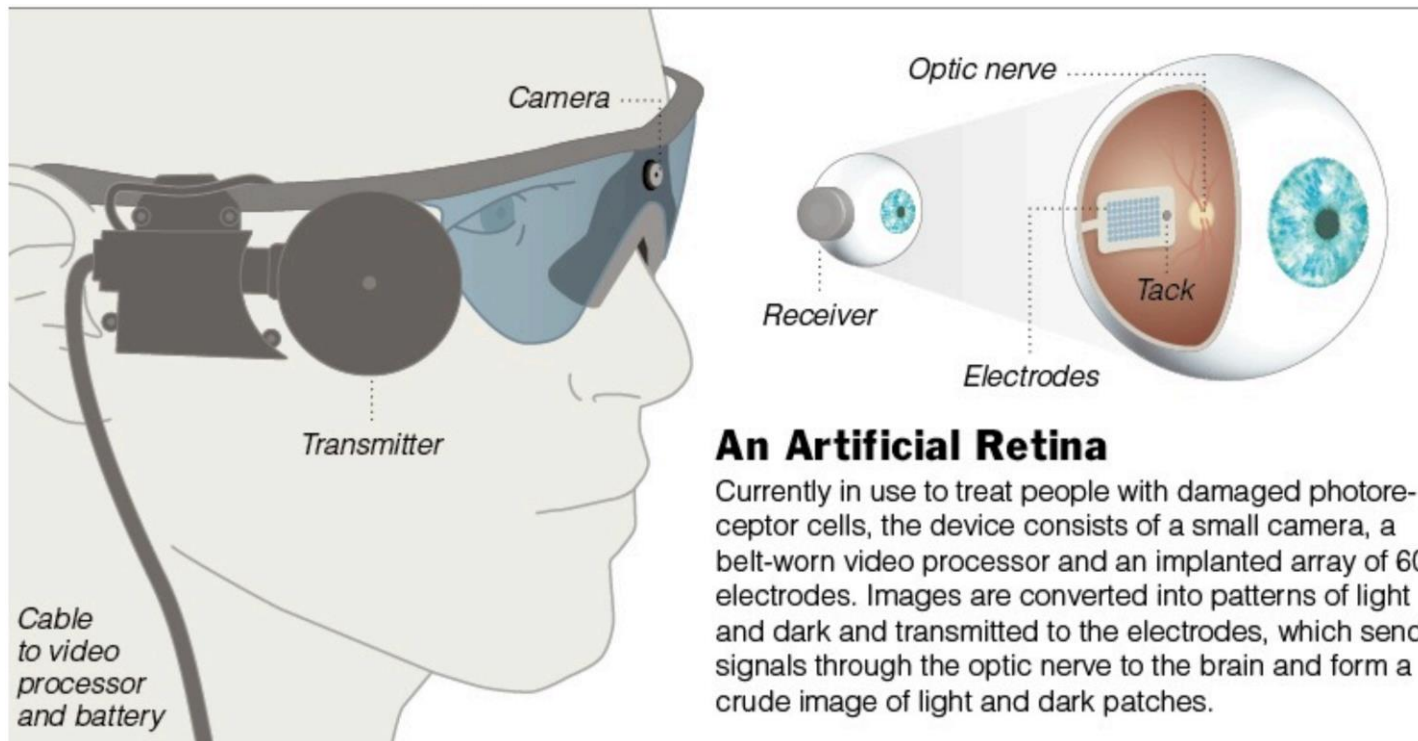 Camera
Optic nerve
Receiver
Tack
Electrodes
Transmitter
Cable
to video
processor
and battery
An Artificial Retina
Currently in use to treat people with damaged photore-
ceptor cells, the device consists of a small camera, a
belt-worn video processor and an implanted array of 60
electrodes. Images are converted into patterns of light
and dark and transmitted to the electrodes, which send
signals through the optic nerve to the brain and form a
crude image of light and dark patches.